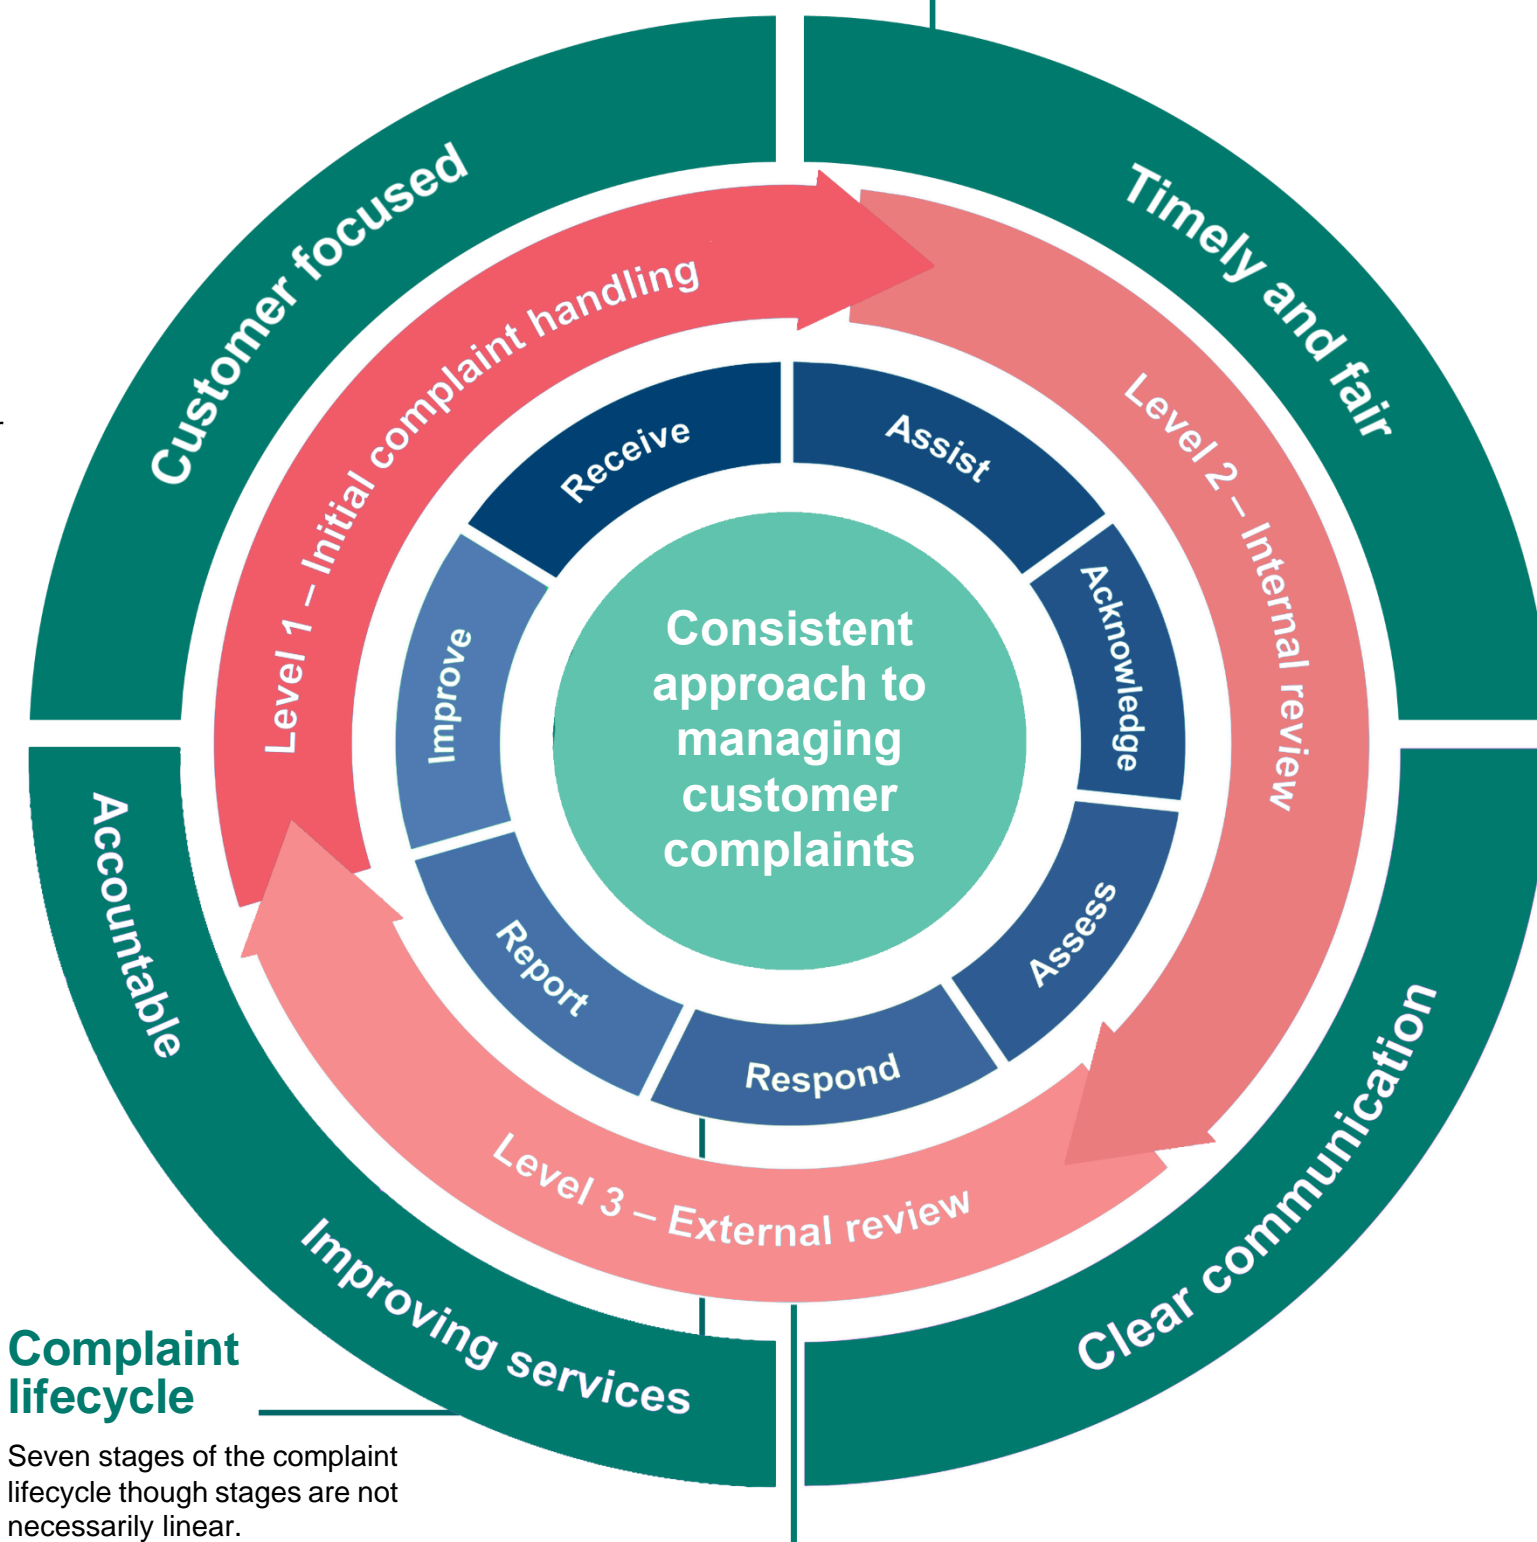 Customer focused
Timely and fair
Clear communication
Improving services
Accountable
Level 1 – Initial complaint handling
Level 2 – Internal review
Level 3 – External review
Receive
Assist
Acknowledge
Assess
Respond
Report
Improve
Consistent
approach to
managing
customer
complaints
Complaint
lifecycle
Seven stages of the complaint
lifecycle though stages are not
necessarily linear.